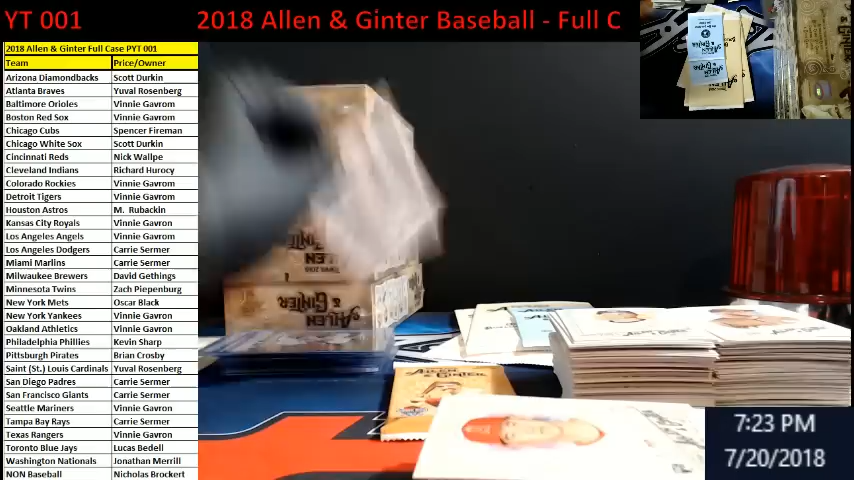 YT 001
2018 Allen & Ginter Baseball - Full C
2018 Allen & Ginter Full Case PYT 001
Team Price/Owner
Arizona Diamondbacks Scott Durkin
Atlanta Braves Yuval Rosenberg
Baltimore Orioles Vinnie Gavrom
Boston Red Sox Vinnie Gavrom
Chicago Cubs Spencer Fireman
Chicago White Sox Scott Durkin
Cincinnati Reds Nick Wallpe
Cleveland Indians Richard Hurocy
Colorado Rockies Vinnie Gavrom
Detroit Tigers Vinnie Gavrom
Houston Astros M. Rubackin
Kansas City Royals Vinnie Gavron
Los Angeles Angels Vinnie Gavrom
Los Angeles Dodgers Carrie Sermer
Miami Marlins Carrie Sermer
Milwaukee Brewers David Gethings
Minnesota Twins Zach Piepenburg
New York Mets Oscar Black
New York Yankees Vinnie Gavron
Oakland Athletics Vinnie Gavron
Philadelphia Phillies Kevin Sharp
Pittsburgh Pirates Brian Crosby
Saint (St.) Louis Cardinals Yuval Rosenberg
San Diego Padres Carrie Sermer
San Francisco Giants Carrie Sermer
Seattle Mariners Vinnie Gavron
Tampa Bay Rays Carrie Sermer
Texas Rangers Vinnie Gavron
Toronto Blue Jays Lucas Bedell
Washington Nationals Jonathan Merrill
NON Baseball Nicholas Brockert
ALLEN & GINTER
ALLEN & GINTER
7:23 PM
7/20/2018